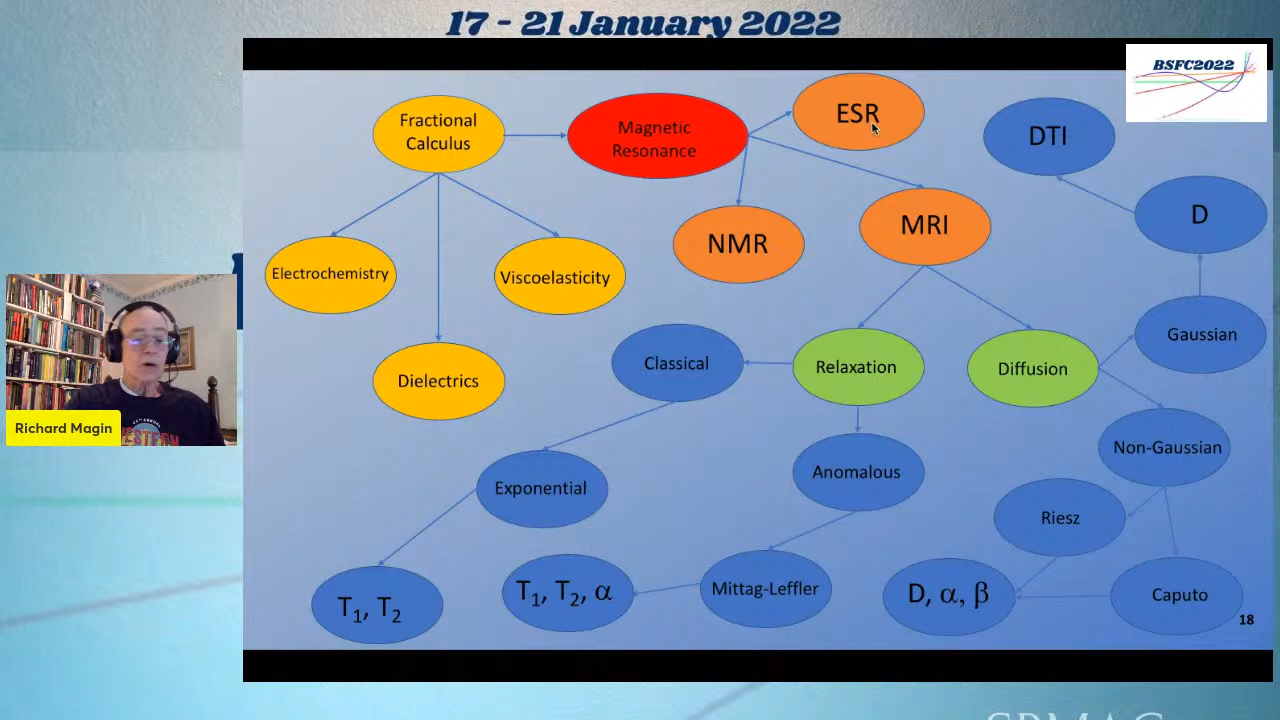 17 - 21 January 2022
BSFC2022
Fractional
Calculus
Magnetic
Resonance
ESR
DTI
D
NMR
MRI
Electrochemistry
Viscoelasticity
Gaussian
Classical
Relaxation
Diffusion
Dielectrics
Richard Magin
Non-Gaussian
Anomalous
Exponential
Riesz
T₁, T₂
T₁, T₂, α
Mittag-Leffler
D, α, β
Caputo
18